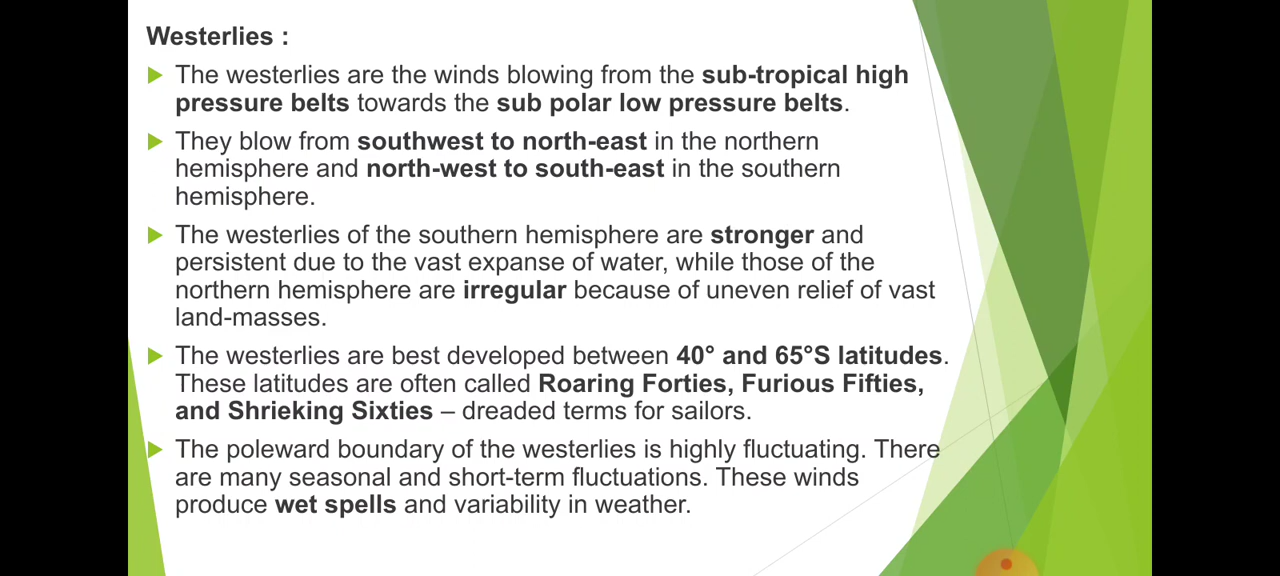 Westerlies :
The westerlies are the winds blowing from the sub-tropical high
pressure belts towards the sub polar low pressure belts.
They blow from southwest to north-east in the northern
hemisphere and north-west to south-east in the southern
hemisphere.
The westerlies of the southern hemisphere are stronger and
persistent due to the vast expanse of water, while those of the
northern hemisphere are irregular because of uneven relief of vast
land-masses.
The westerlies are best developed between 40° and 65°S latitudes.
These latitudes are often called Roaring Forties, Furious Fifties,
and Shrieking Sixties – dreaded terms for sailors.
The poleward boundary of the westerlies is highly fluctuating. There
are many seasonal and short-term fluctuations. These winds
produce wet spells and variability in weather.